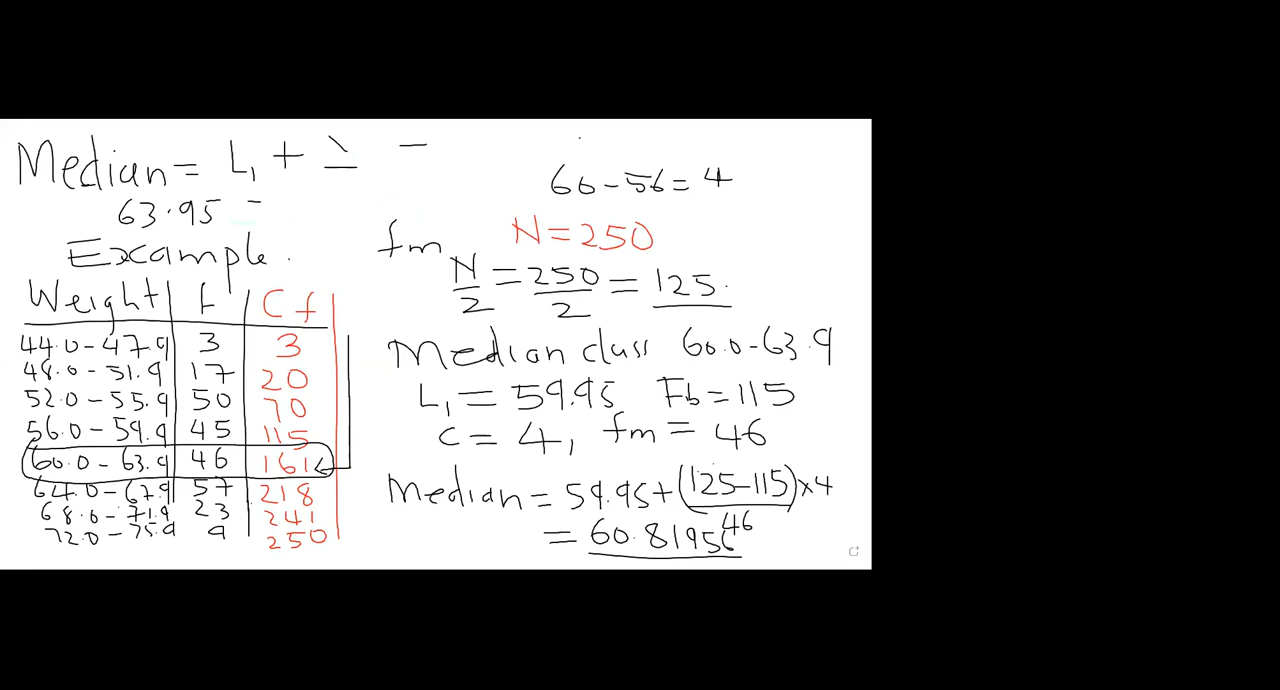 Median = L₁ +
63.95
Example.
Weight f Cf
44.0 - 47.9 3 3
48.0 - 51.9 17 20
52.0 - 55.9 50 70
56.0 - 59.9 45 115
60.0 - 63.9 46 161
64.0 - 67.9 57 218
68.0 - 71.9 23 241
72.0 - 75.9 9 250
60 - 56 = 4
fm N = 250
N/2 = 250/2 = 125.
Median class 60.0 - 63.9
L₁ = 59.95 Fb = 115
c = 4, fm = 46
Median = 59.95 + (125 - 115) × 4
46
= 60.81956